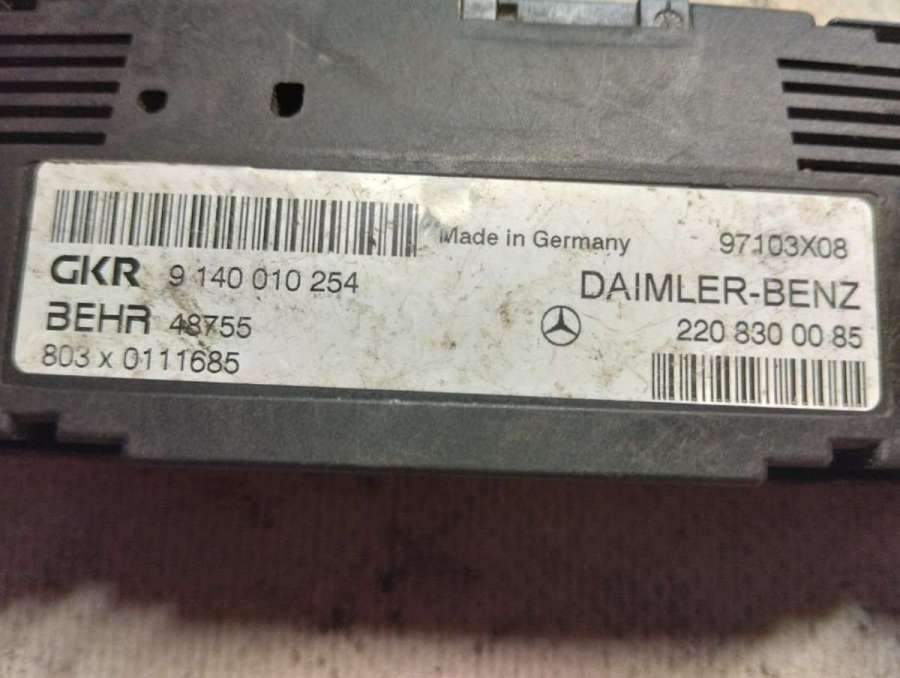 Made in Germany 97103X08
GKR 9 140 010 254
DAIMLER-BENZ
BEHR 48755
220 830 00 85
803 x 0111685